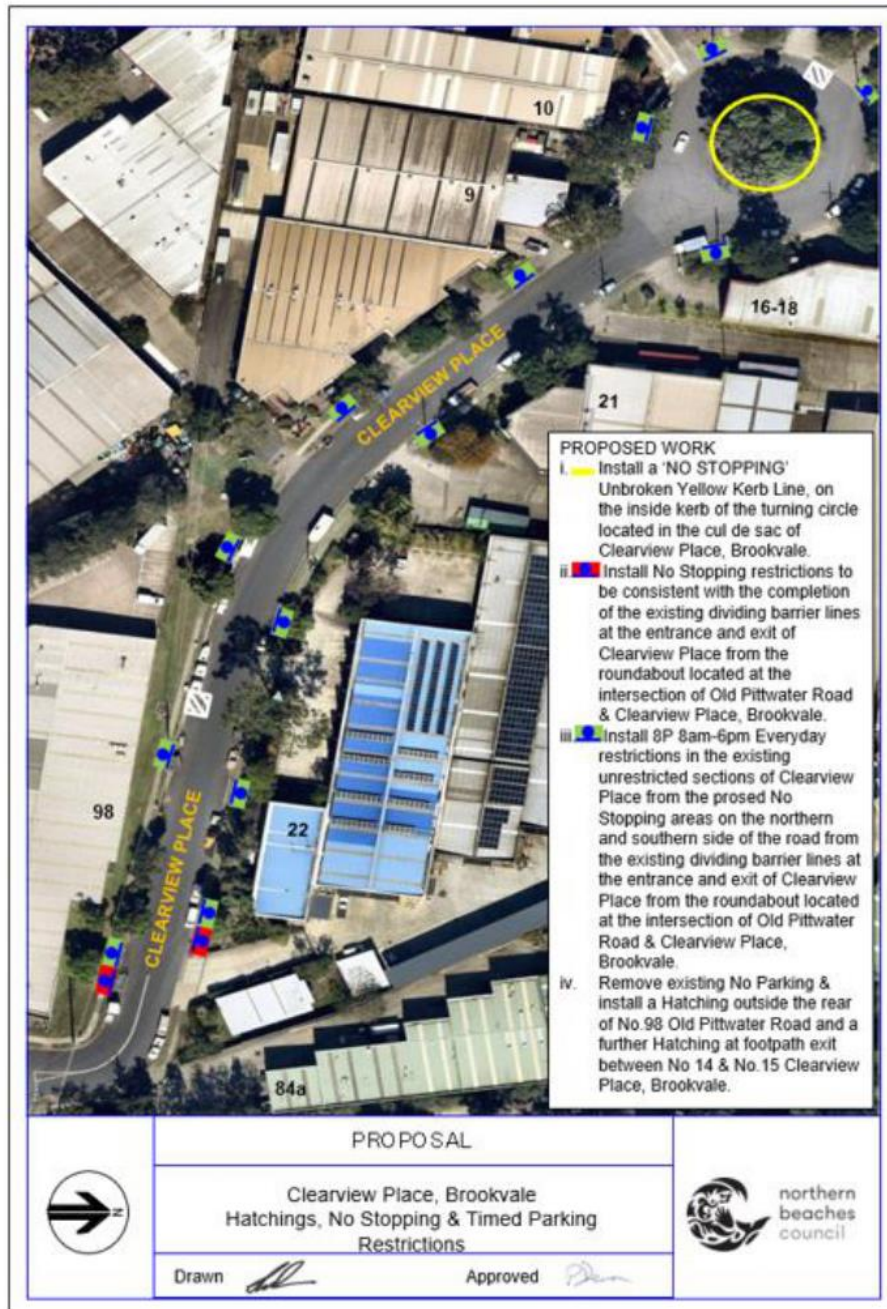 10
9
16-18
21
CLEARVIEW PLACE
98
22
CLEARVIEW PLACE
84a
PROPOSED WORK
i. Install a 'NO STOPPING'
Unbroken Yellow Kerb Line, on
the inside kerb of the turning circle
located in the cul de sac of
Clearview Place, Brookvale.
ii. Install No Stopping restrictions to
be consistent with the completion
of the existing dividing barrier lines
at the entrance and exit of
Clearview Place from the
roundabout located at the
intersection of Old Pittwater Road
& Clearview Place, Brookvale.
iii. Install 8P 8am-6pm Everyday
restrictions in the existing
unrestricted sections of Clearview
Place from the prosed No
Stopping areas on the northern
and southern side of the road from
the existing dividing barrier lines at
the entrance and exit of Clearview
Place from the roundabout located
at the intersection of Old Pittwater
Road & Clearview Place,
Brookvale.
iv. Remove existing No Parking &
install a Hatching outside the rear
of No.98 Old Pittwater Road and a
further Hatching at footpath exit
between No 14 & No.15 Clearview
Place, Brookvale.
N
PROPOSAL
Clearview Place, Brookvale
Hatchings, No Stopping & Timed Parking
Restrictions
Drawn
Approved
northern
beaches
council